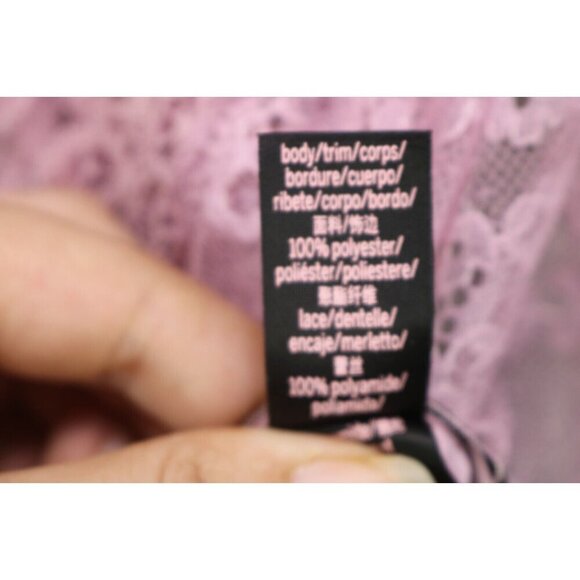 body/trim/corps/
bordure/cuerpo/
ribete/corpo/bordo/
面料/饰边
100% polyester/
poliéster/poliestere/
聚酯纤维
lace/dentelle/
encaje/merletto/
蕾丝
100% polyamide/
poliamida/